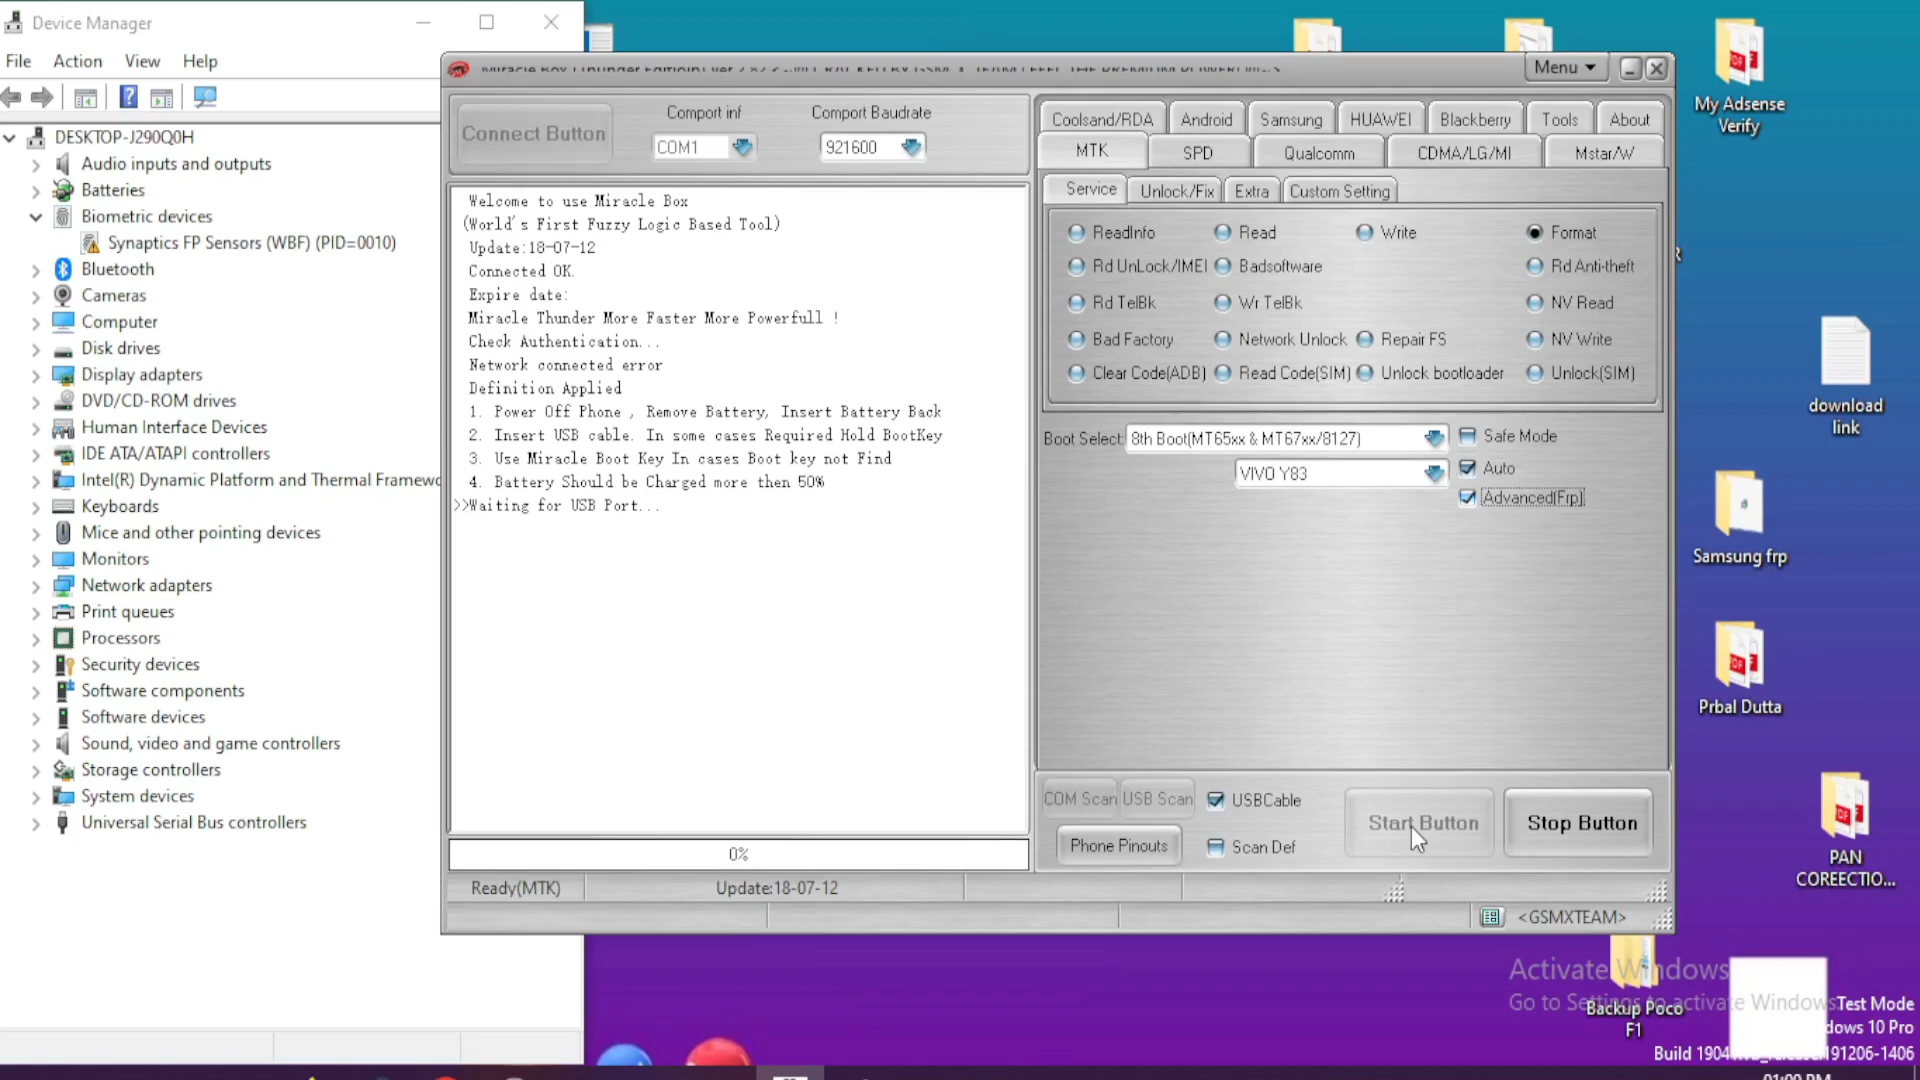 Device Manager
File Action View Help
DESKTOP-J290Q0H
Audio inputs and outputs
Batteries
Biometric devices
Synaptics FP Sensors (WBF) (PID=0010)
Bluetooth
Cameras
Computer
Disk drives
Display adapters
DVD/CD-ROM drives
Human Interface Devices
IDE ATA/ATAPI controllers
Intel(R) Dynamic Platform and Thermal Framewo
Keyboards
Mice and other pointing devices
Monitors
Network adapters
Print queues
Processors
Security devices
Software components
Software devices
Sound, video and game controllers
Storage controllers
System devices
Universal Serial Bus controllers
Menu
Connect Button
Comport inf
COM1
Comport Baudrate
921600
Welcome to use Miracle Box
(World's First Fuzzy Logic Based Tool)
Update:18-07-12
Connected OK.
Expire date:
Miracle Thunder More Faster More Powerfull !
Check Authentication...
Network connected error
Definition Applied
1. Power Off Phone , Remove Battery, Insert Battery Back
2. Insert USB cable. In some cases Required Hold BootKey
3. Use Miracle Boot Key In cases Boot key not Find
4. Battery Should be Charged more then 50%
>>Waiting for USB Port...
0%
Ready(MTK)
Update:18-07-12
Coolsand/RDA Android Samsung HUAWEI Blackberry Tools About
MTK SPD Qualcomm CDMA/LG/MI Mstar/W
Service Unlock/Fix Extra Custom Setting
ReadInfo Read Write Format
Rd UnLock/IMEI Badsoftware Rd Anti-theft
Rd TelBk Wr TelBk NV Read
Bad Factory Network Unlock Repair FS NV Write
Clear Code(ADB) Read Code(SIM) Unlock bootloader Unlock(SIM)
Boot Select: 8th Boot(MT65xx & MT67xx/8127) Safe Mode
VIVO Y83 Auto
Advanced(Frp)
COM Scan USB Scan USBCable
Phone Pinouts Scan Def
Start Button Stop Button
<GSMXTEAM>
My Adsense
Verify
R
download
link
Samsung frp
Prbal Dutta
PAN
COREECTIO...
Backup Poco
F1
Activate Windows
Go to Settings to activate Windows.
Test Mode
dows 10 Pro
191206-1406